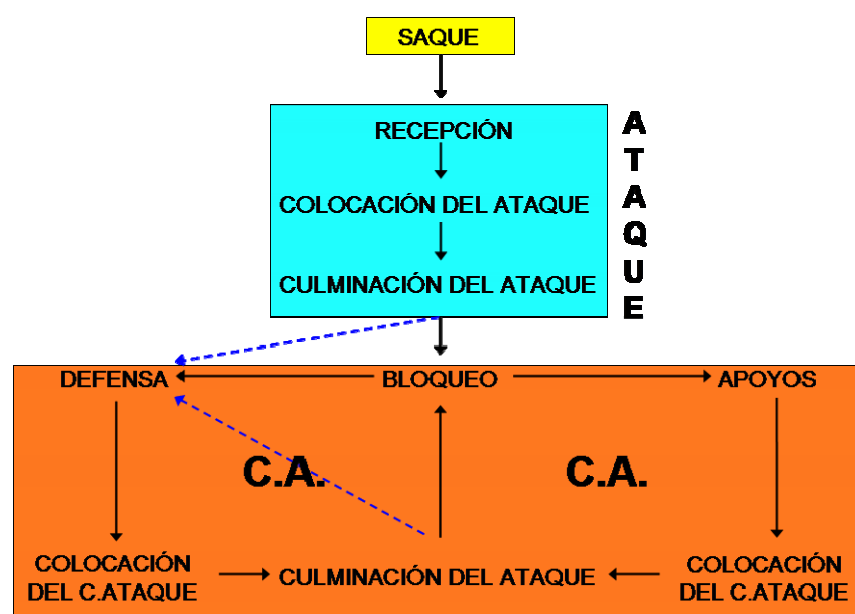 SAQUE
RECEPCIÓN
COLOCACIÓN DEL ATAQUE
CULMINACIÓN DEL ATAQUE
ATAQUE
DEFENSA
BLOQUEO
APOYOS
C.A.
C.A.
COLOCACIÓN
DEL C.ATAQUE
CULMINACIÓN DEL ATAQUE
COLOCACIÓN
DEL C.ATAQUE